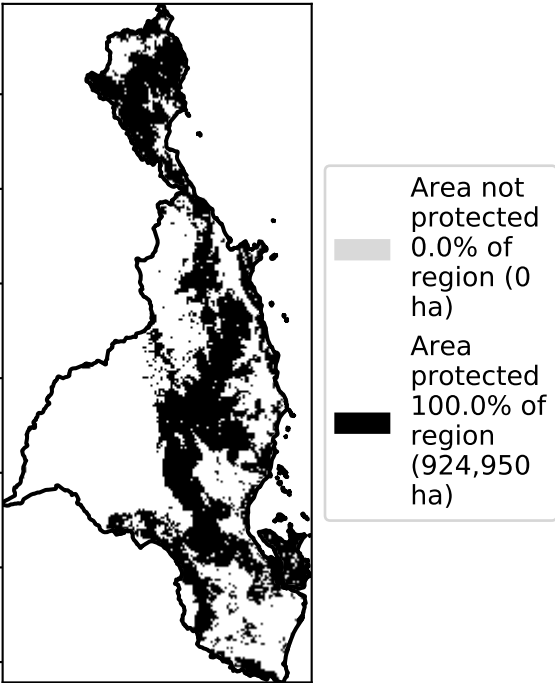 Area not
protected
0.0% of
region (0
ha)
Area
protected
100.0% of
region
(924,950
ha)